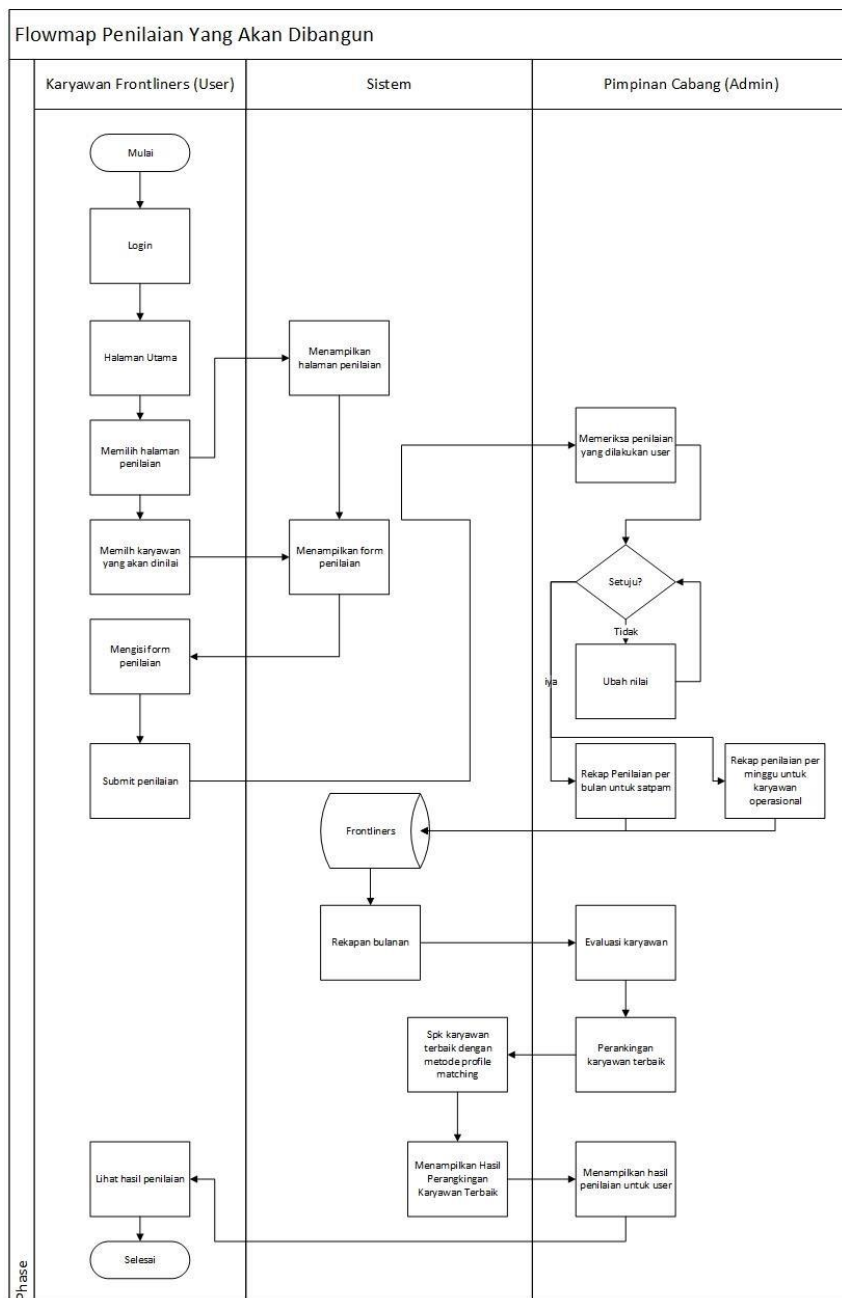 Flowmap Penilaian Yang Akan Dibangun
Karyawan Frontliners (User)
Sistem
Pimpinan Cabang (Admin)
Mulai
Login
Halaman Utama
Menampilkan
halaman penilaian
Memilih halaman
penilaian
Memeriksa penilaian
yang dilakukan user
Memilh karyawan
yang akan dinilai
Menampilkan form
penilaian
Setuju?
Tidak
Mengisi form
penilaian
iya
Ubah nilai
Submit penilaian
Rekap Penilaian per
bulan untuk satpam
Rekap penilaian per
minggu untuk
karyawan
operasional
Frontliners
Rekapan bulanan
Evaluasi karyawan
Spk karyawan
terbaik dengan
metode profile
matching
Perankingan
karyawan terbaik
Lihat hasil penilaian
Menampilkan Hasil
Perangkingan
Karyawan Terbaik
Menampilkan hasil
penilaian untuk user
Selesai
Phase